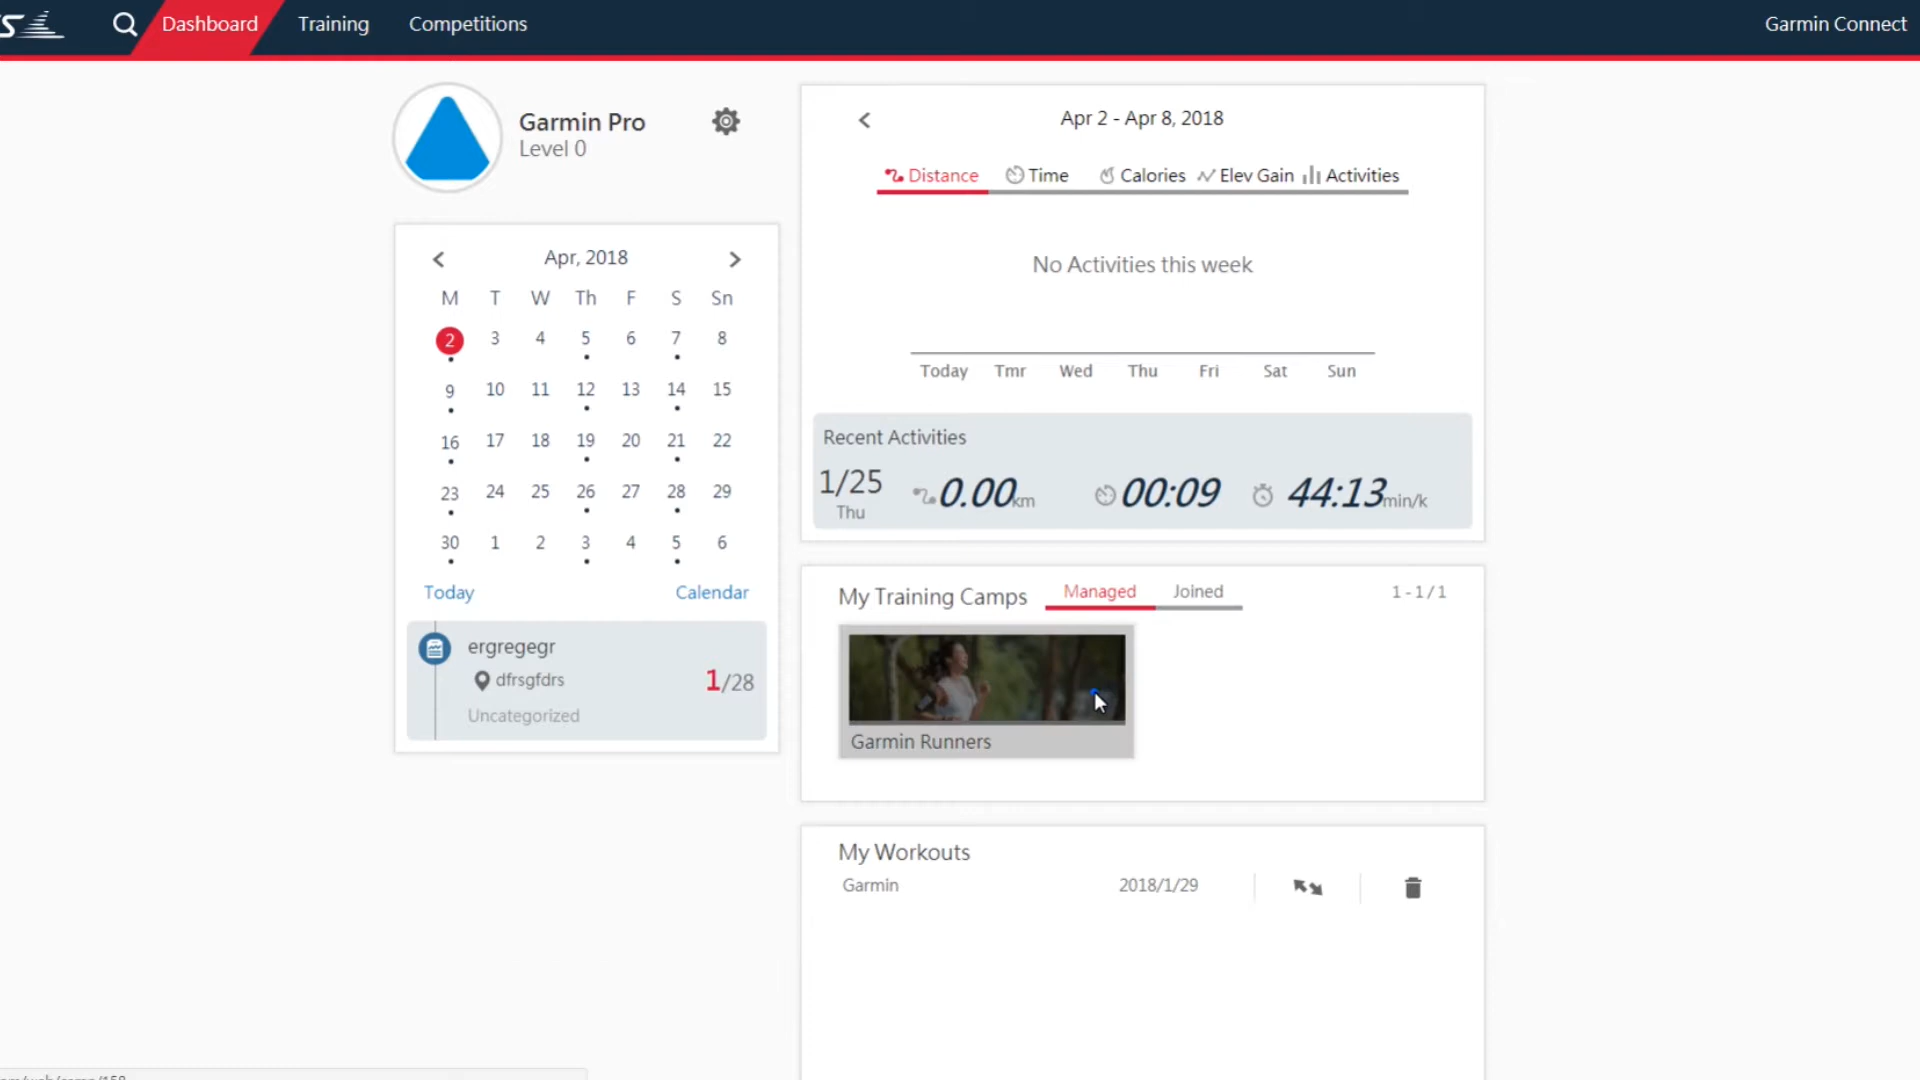 Dashboard Training Competitions Garmin Connect
Garmin Pro
Level 0
Apr, 2018
M T W Th F S Sn
2 3 4 5 6 7 8
9 10 11 12 13 14 15
16 17 18 19 20 21 22
23 24 25 26 27 28 29
30 1 2 3 4 5 6
Today Calendar
ergregegr
dfrsgfdrs
1/28
Uncategorized
Apr 2 - Apr 8, 2018
Distance Time Calories Elev Gain Activities
No Activities this week
Today Tmr Wed Thu Fri Sat Sun
Recent Activities
1/25 0.00km 00:09 44:13min/k
Thu
My Training Camps Managed Joined 1 - 1 / 1
Garmin Runners
My Workouts
Garmin 2018/1/29